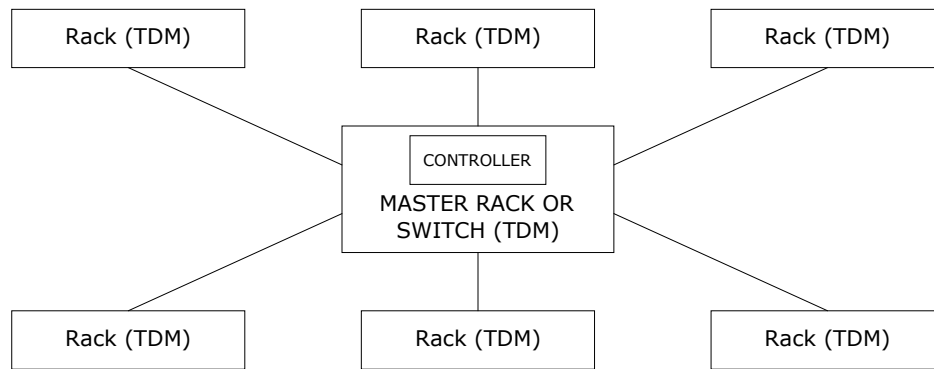 Rack (TDM)
Rack (TDM)
Rack (TDM)
CONTROLLER
MASTER RACK OR
SWITCH (TDM)
Rack (TDM)
Rack (TDM)
Rack (TDM)